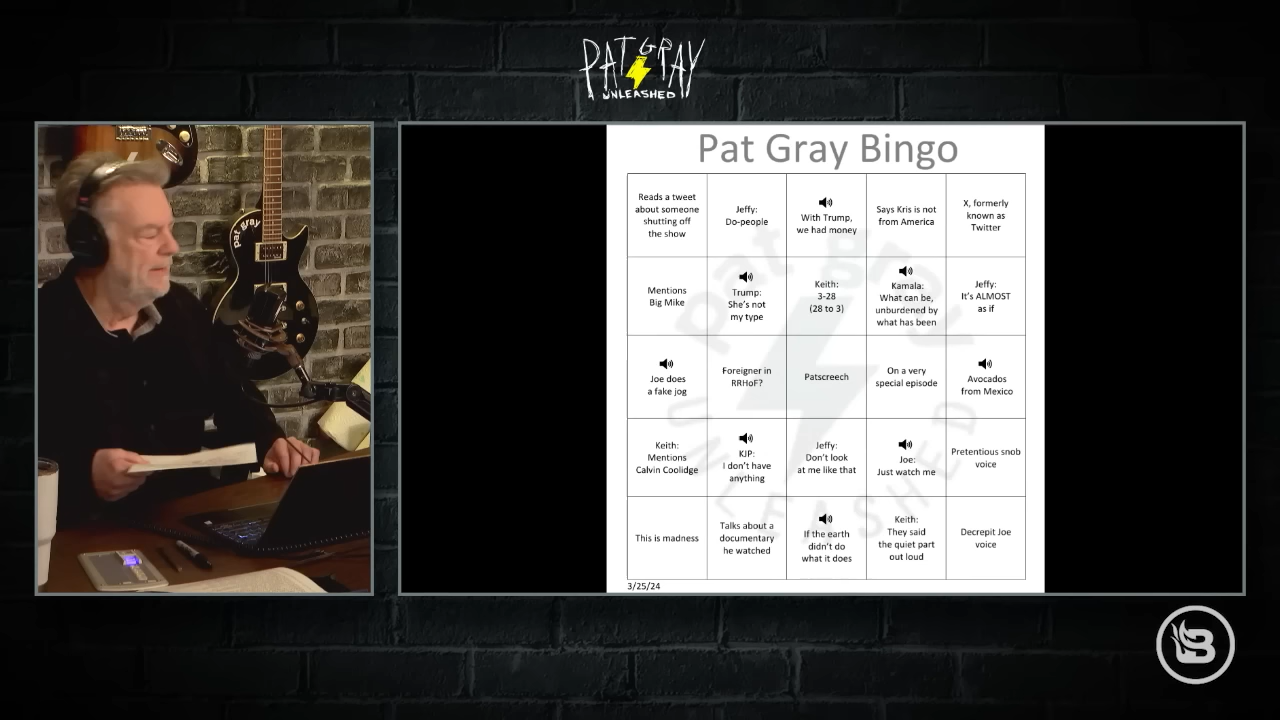 PAT GRAY
UNLEASHED
pat gray
Pat Gray Bingo
Reads a tweet
about someone
shutting off
the show
Jeffy:
Do-people
With Trump,
we had money
Says Kris is not
from America
X, formerly
known as
Twitter
Mentions
Big Mike
Trump:
She's not
my type
Keith:
3-28
(28 to 3)
Kamala:
What can be,
unburdened by
what has been
Jeffy:
It's ALMOST
as if
Joe does
a fake jog
Foreigner in
RRHoF?
Patscreech
On a very
special episode
Avocados
from Mexico
Keith:
Mentions
Calvin Coolidge
KJP:
I don't have
anything
Jeffy:
Don't look
at me like that
Joe:
Just watch me
Pretentious snob
voice
This is madness
Talks about a
documentary
he watched
If the earth
didn't do
what it does
Keith:
They said
the quiet part
out loud
Decrepit Joe
voice
3/25/24
pat gray
UNLEASHED
B